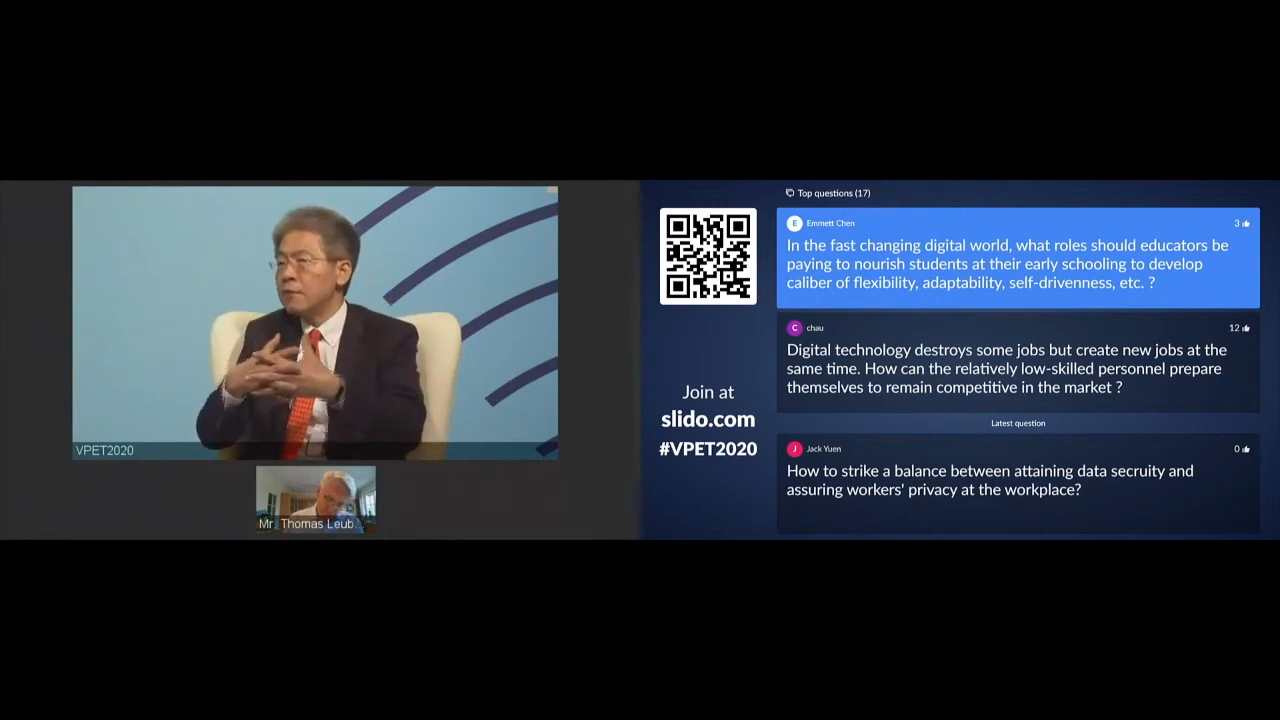 VPET2020
Mr. Thomas Leub...
Join at
slido.com
#VPET2020
Top questions (17)
E
Emmett Chen
3
In the fast changing digital world, what roles should educators be
paying to nourish students at their early schooling to develop
caliber of flexibility, adaptability, self-drivenness, etc. ?
C
chau
12
Digital technology destroys some jobs but create new jobs at the
same time. How can the relatively low-skilled personnel prepare
themselves to remain competitive in the market ?
Latest question
J
Jack Yuen
0
How to strike a balance between attaining data secruity and
assuring workers' privacy at the workplace?